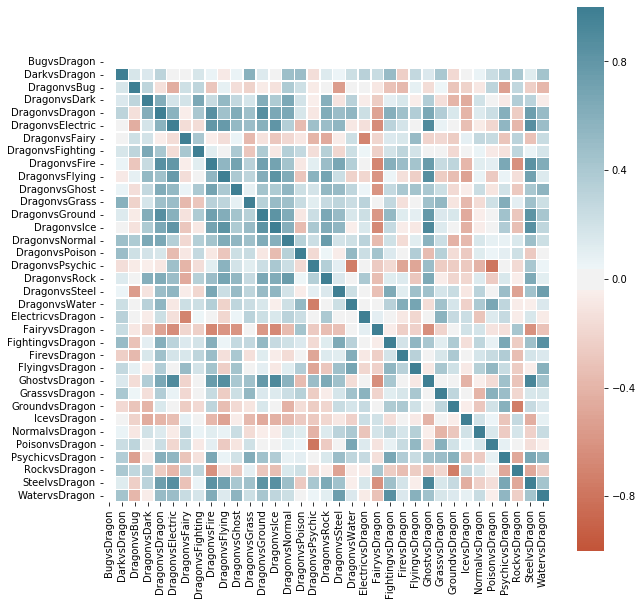 BugvsDragon
DarkvsDragon
DragonvsBug
DragonvsDark
DragonvsDragon
DragonvsElectric
DragonvsFairy
DragonvsFighting
DragonvsFire
DragonvsFlying
DragonvsGhost
DragonvsGrass
DragonvsGround
DragonvsIce
DragonvsNormal
DragonvsPoison
DragonvsPsychic
DragonvsRock
DragonvsSteel
DragonvsWater
ElectricvsDragon
FairyvsDragon
FightingvsDragon
FirevsDragon
FlyingvsDragon
GhostvsDragon
GrassvsDragon
GroundvsDragon
IcevsDragon
NormalvsDragon
PoisonvsDragon
PsychicvsDragon
RockvsDragon
SteelvsDragon
WatervsDragon
BugvsDragon
DarkvsDragon
DragonvsBug
DragonvsDark
DragonvsDragon
DragonvsElectric
DragonvsFairy
DragonvsFighting
DragonvsFire
DragonvsFlying
DragonvsGhost
DragonvsGrass
DragonvsGround
DragonvsIce
DragonvsNormal
DragonvsPoison
DragonvsPsychic
DragonvsRock
DragonvsSteel
DragonvsWater
ElectricvsDragon
FairyvsDragon
FightingvsDragon
FirevsDragon
FlyingvsDragon
GhostvsDragon
GrassvsDragon
GroundvsDragon
IcevsDragon
NormalvsDragon
PoisonvsDragon
PsychicvsDragon
RockvsDragon
SteelvsDragon
WatervsDragon
0.8
0.4
0.0
−0.4
−0.8